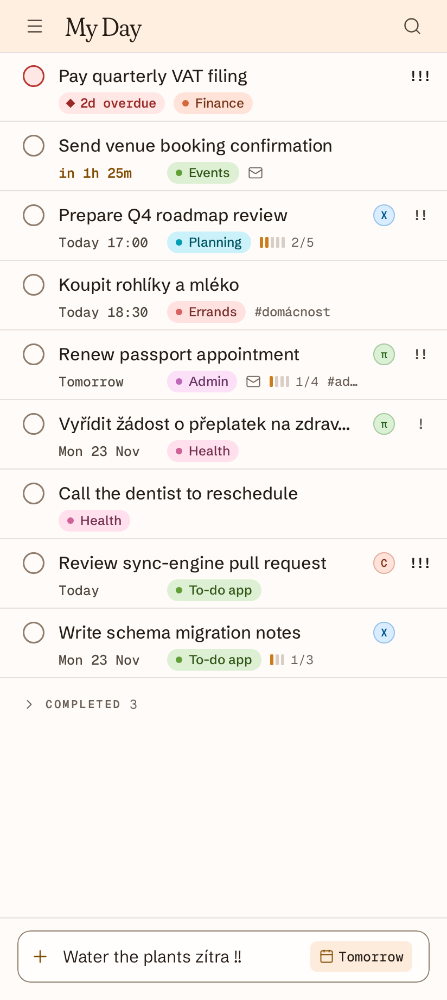 My Day
Pay quarterly VAT filing !!!
2d overdue Finance
Send venue booking confirmation
in 1h 25m Events
Prepare Q4 roadmap review X !!
Today 17:00 Planning 2/5
Koupit rohlíky a mléko
Today 18:30 Errands #domácnost
Renew passport appointment π !!
Tomorrow Admin 1/4 #ad…
Vyřídit žádost o přeplatek na zdrav… π !
Mon 23 Nov Health
Call the dentist to reschedule
Health
Review sync-engine pull request C !!!
Today To-do app
Write schema migration notes X
Mon 23 Nov To-do app 1/3
COMPLETED 3
Water the plants zítra !! Tomorrow